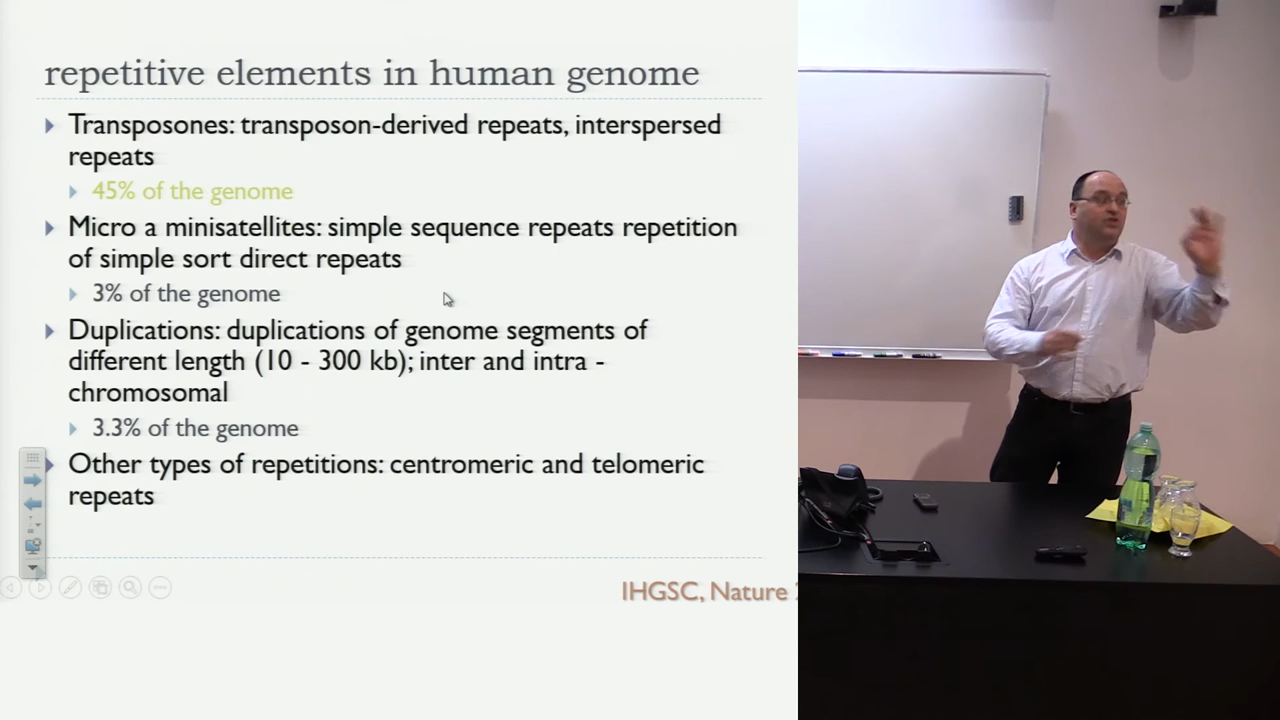 repetitive elements in human genome
Transposones: transposon-derived repeats, interspersed
repeats
45% of the genome
Micro a minisatellites: simple sequence repeats repetition
of simple sort direct repeats
3% of the genome
Duplications: duplications of genome segments of
different length (10 - 300 kb); inter and intra -
chromosomal
3.3% of the genome
Other types of repetitions: centromeric and telomeric
repeats
IHGSC, Nature